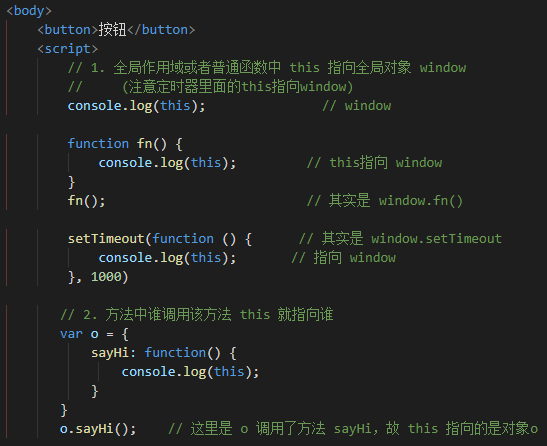 <body>
<button>按钮</button>
<script>
// 1. 全局作用域或者普通函数中 this 指向全局对象 window
//     (注意定时器里面的this指向window)
console.log(this);               // window
function fn() {
console.log(this);         // this指向 window
}
fn();                          // 其实是 window.fn()
setTimeout(function () {      // 其实是 window.setTimeout
console.log(this);       // 指向 window
}, 1000)
// 2. 方法中谁调用该方法 this 就指向谁
var o = {
sayHi: function() {
console.log(this);
}
}
o.sayHi();    // 这里是 o 调用了方法 sayHi，故 this 指向的是对象o